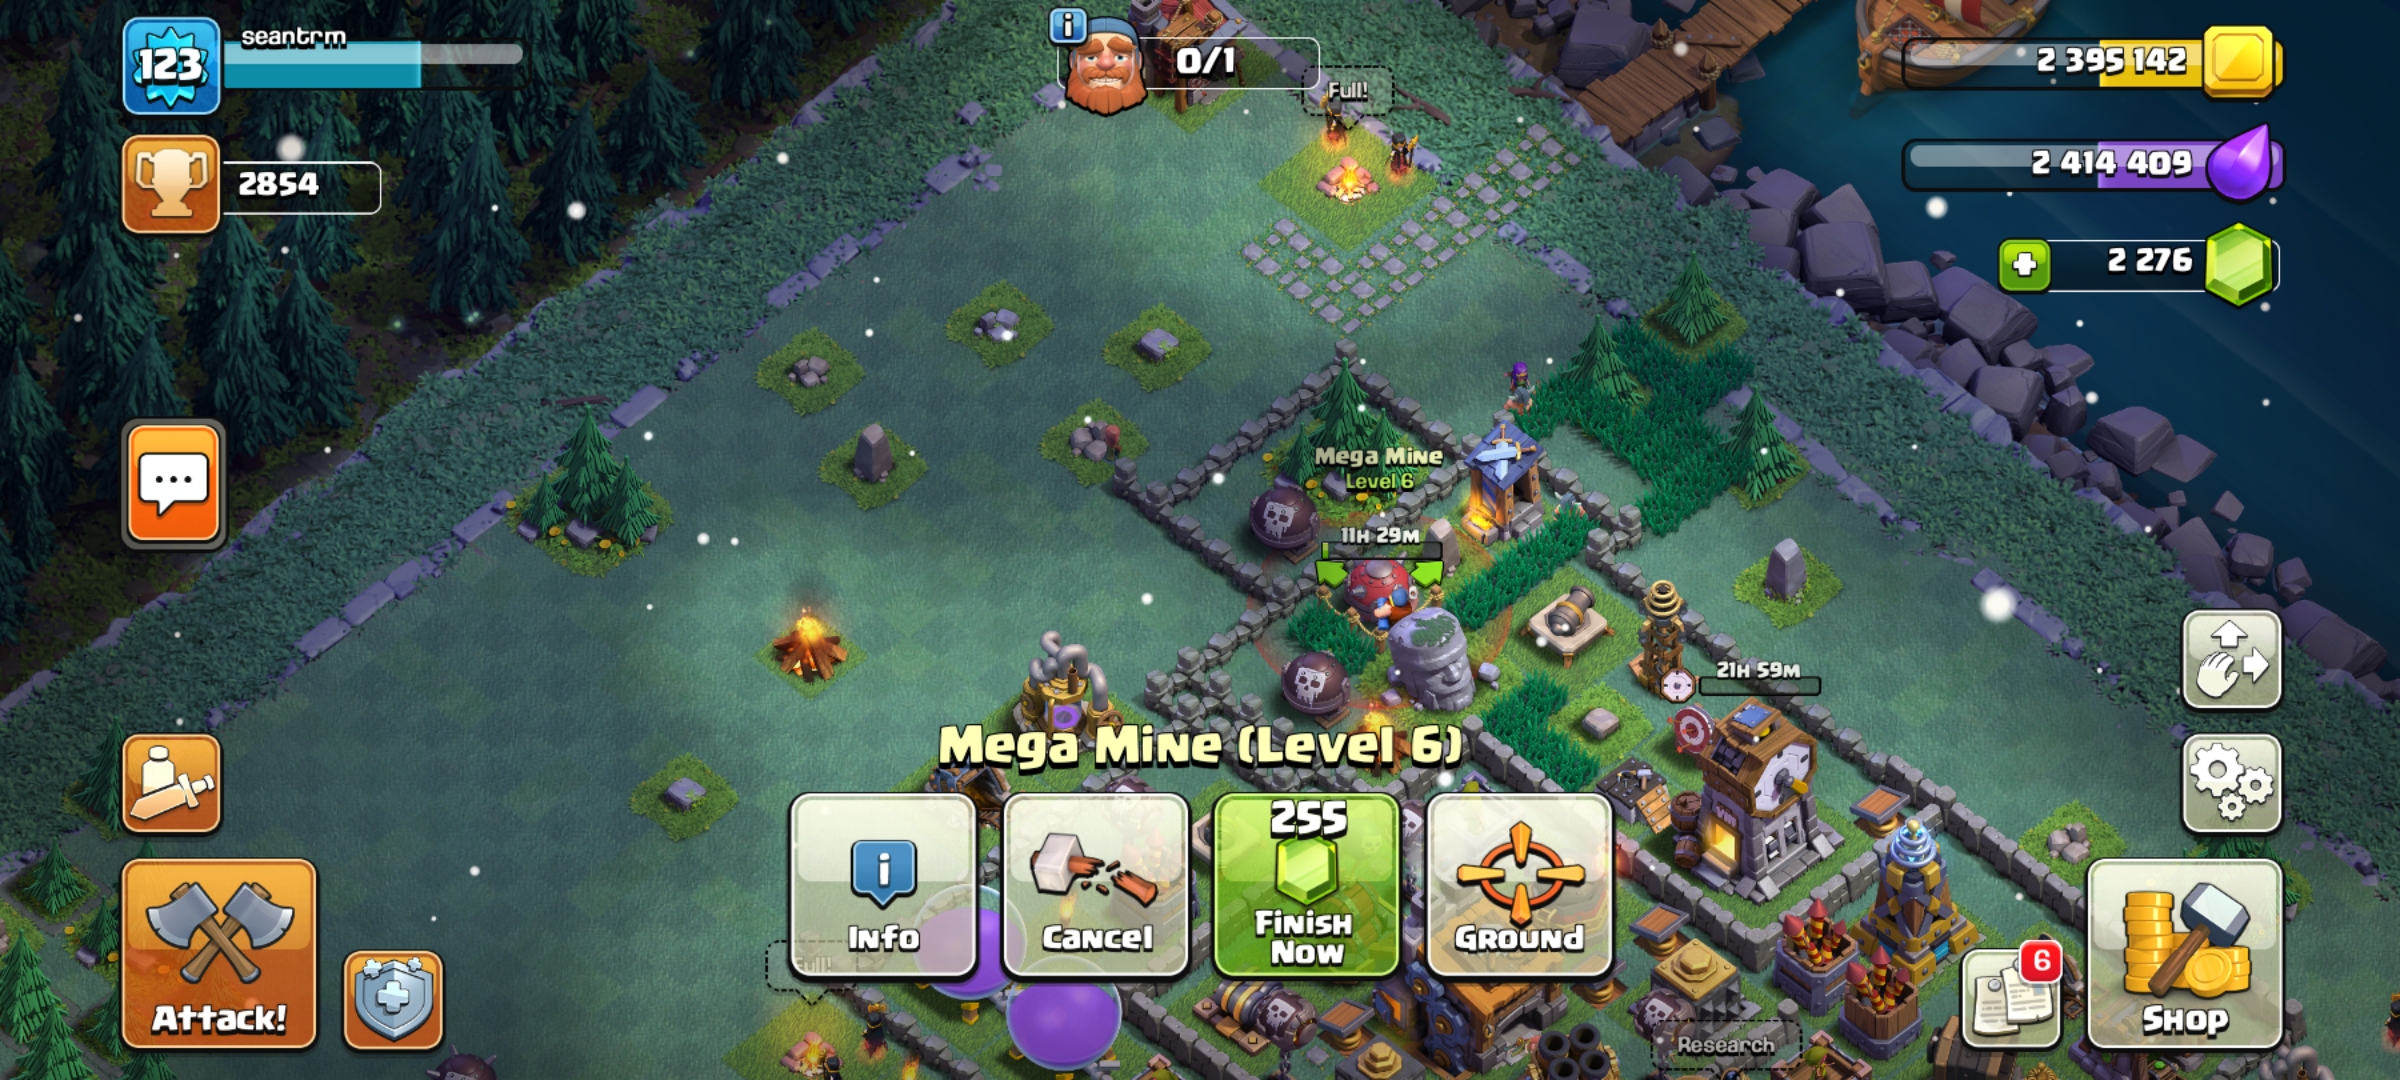 123
seantrm
0/1
2 395 142
Full!
2 414 409
2854
2 276
Mega Mine
Level 6
11H 29M
21H 59M
Mega Mine (Level 6)
255
Info
Cancel
Finish
Now
Ground
Full!
6
Attack!
Shop
Research